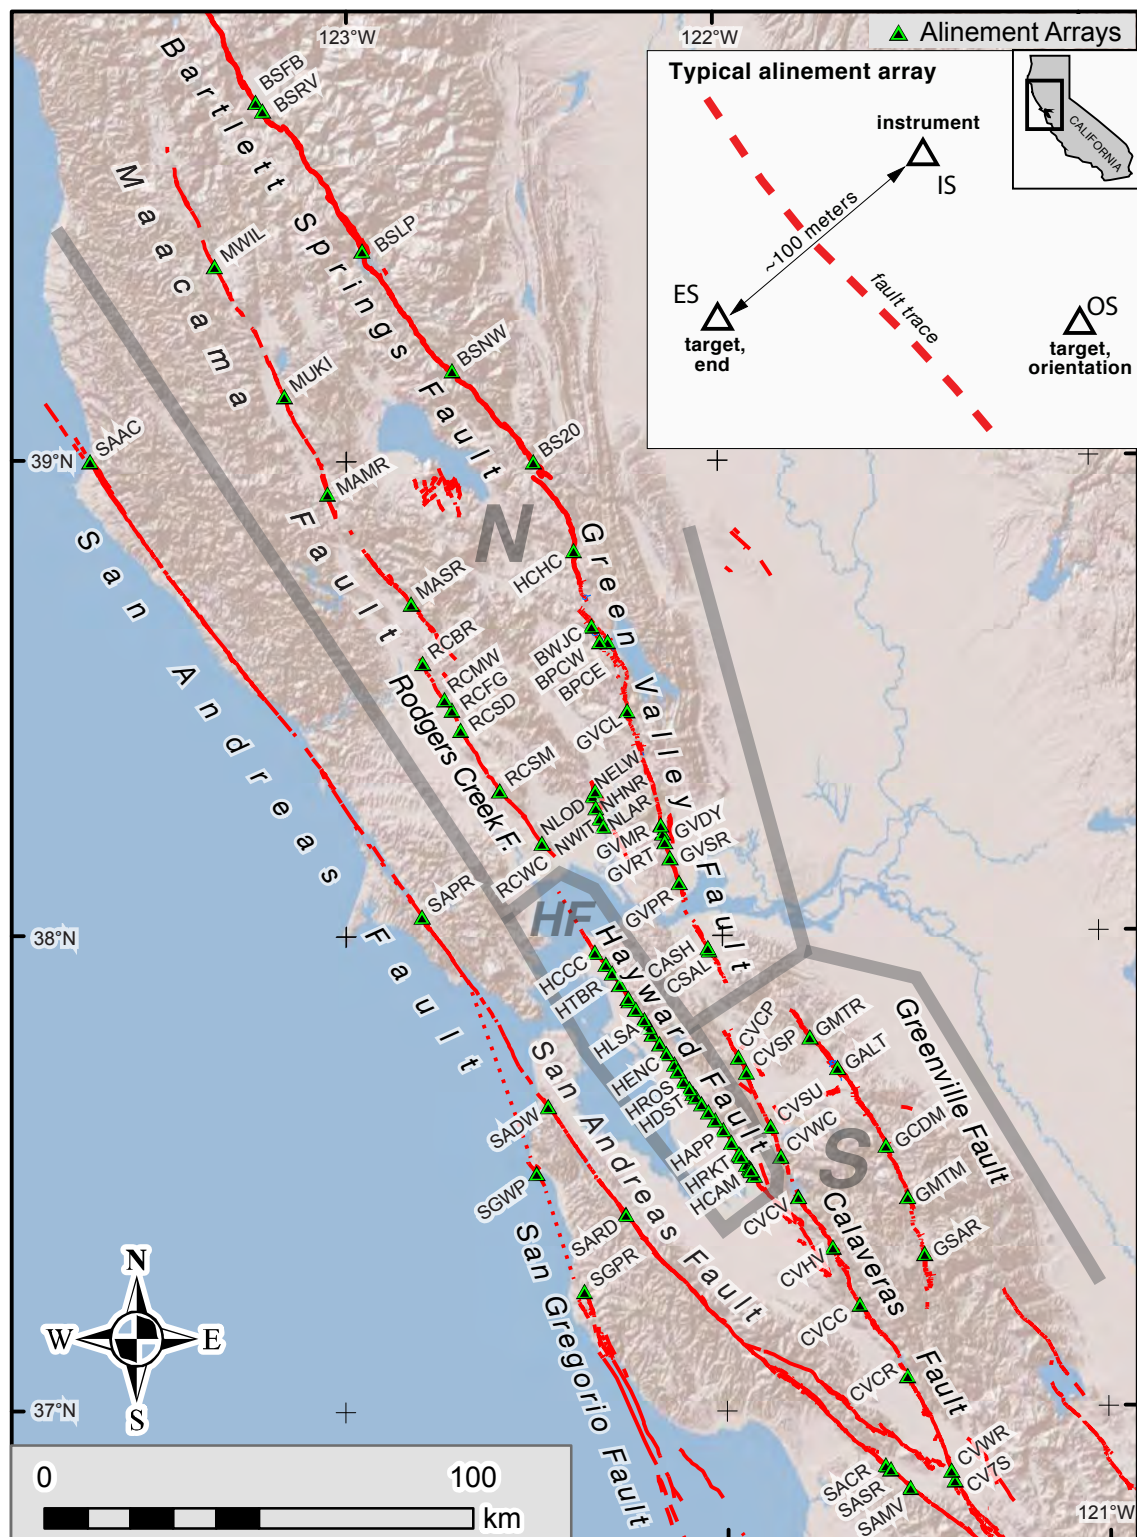 123°W
122°W
Alinement Arrays
Typical alinement array
instrument
IS
~100 meters
ES
target,
end
fault trace
OS
target,
orientation
CALIFORNIA
Bartlett Springs Fault
BSFB
BSRV
Maacama Fault
MWIL
BSLP
MUKI
BSNW
SAAC
39°N
MAMR
BS20
N
San Andreas Fault
Green Valley Fault
HCHC
MASR
RCBR
BWJC
BPCW
BPCE
RCMW
RCFG
RCSD
Rodgers Creek F.
GVCL
RCSM
NELW
NHNR
NLAR
NLOD
NWIT
GVDY
GVSR
GVMR
GVRT
RCWC
GVPR
SAPR
HF
38°N
Hayward Fault
CASH
CSAL
HCCC
HTBR
Greenville Fault
GMTR
CVCP
CVSP
GALT
HLSA
San Andreas Fault
HENC
HROS
HDST
CVSU
CVWC
SADW
GCDM
HAPP
HRKT
HCAM
S
SGWP
GMTM
CVCV
Calaveras Fault
SARD
GSAR
CVHV
San Gregorio Fault
SGPR
CVCC
N
W
E
S
CVCR
37°N
CVWR
CV7S
SACR
SASR
SAMV
0
100
km
121°W